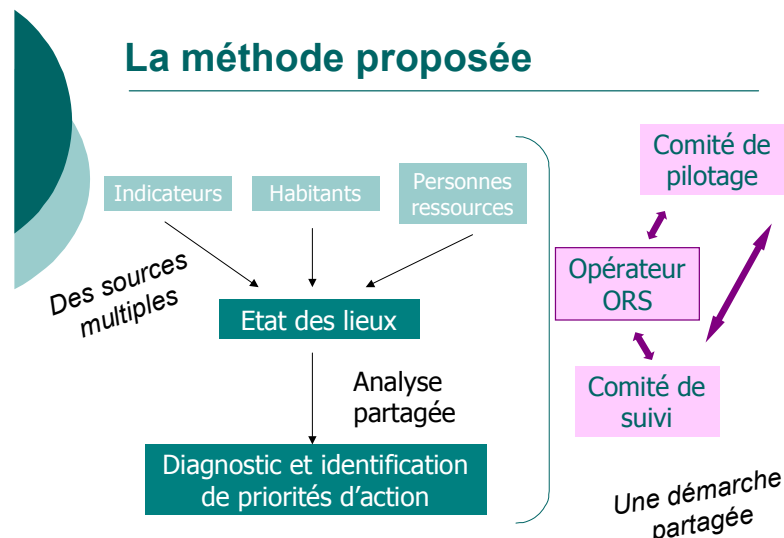 La méthode proposée
Indicateurs
Habitants
Personnes
ressources
Des sources
multiples
Etat des lieux
Analyse
partagée
Diagnostic et identification
de priorités d’action
Comité de
pilotage
Opérateur
ORS
Comité de
suivi
Une démarche
partagée